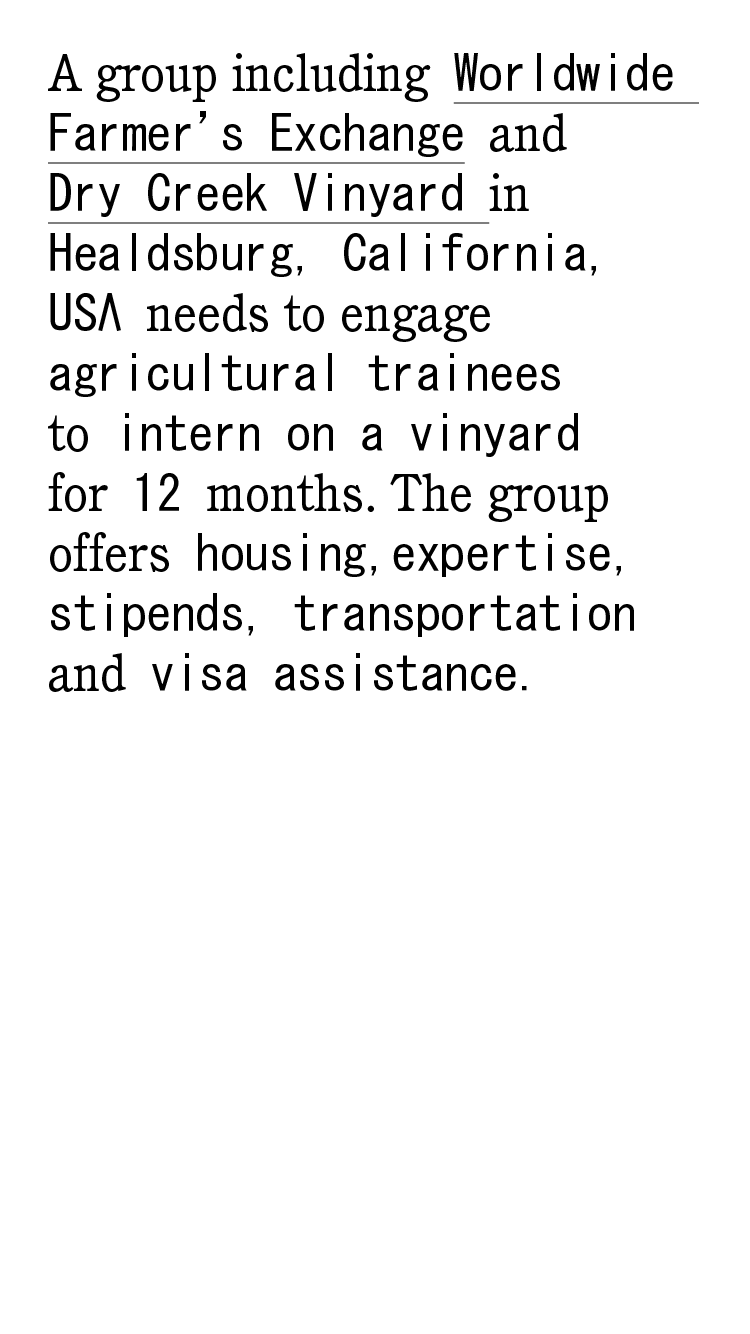 A group including Worldwide
Farmer's Exchange and
Dry Creek Vinyard in
Healdsburg, California,
USA needs to engage
agricultural trainees
to intern on a vinyard
for 12 months. The group
offers housing, expertise,
stipends, transportation
and visa assistance.